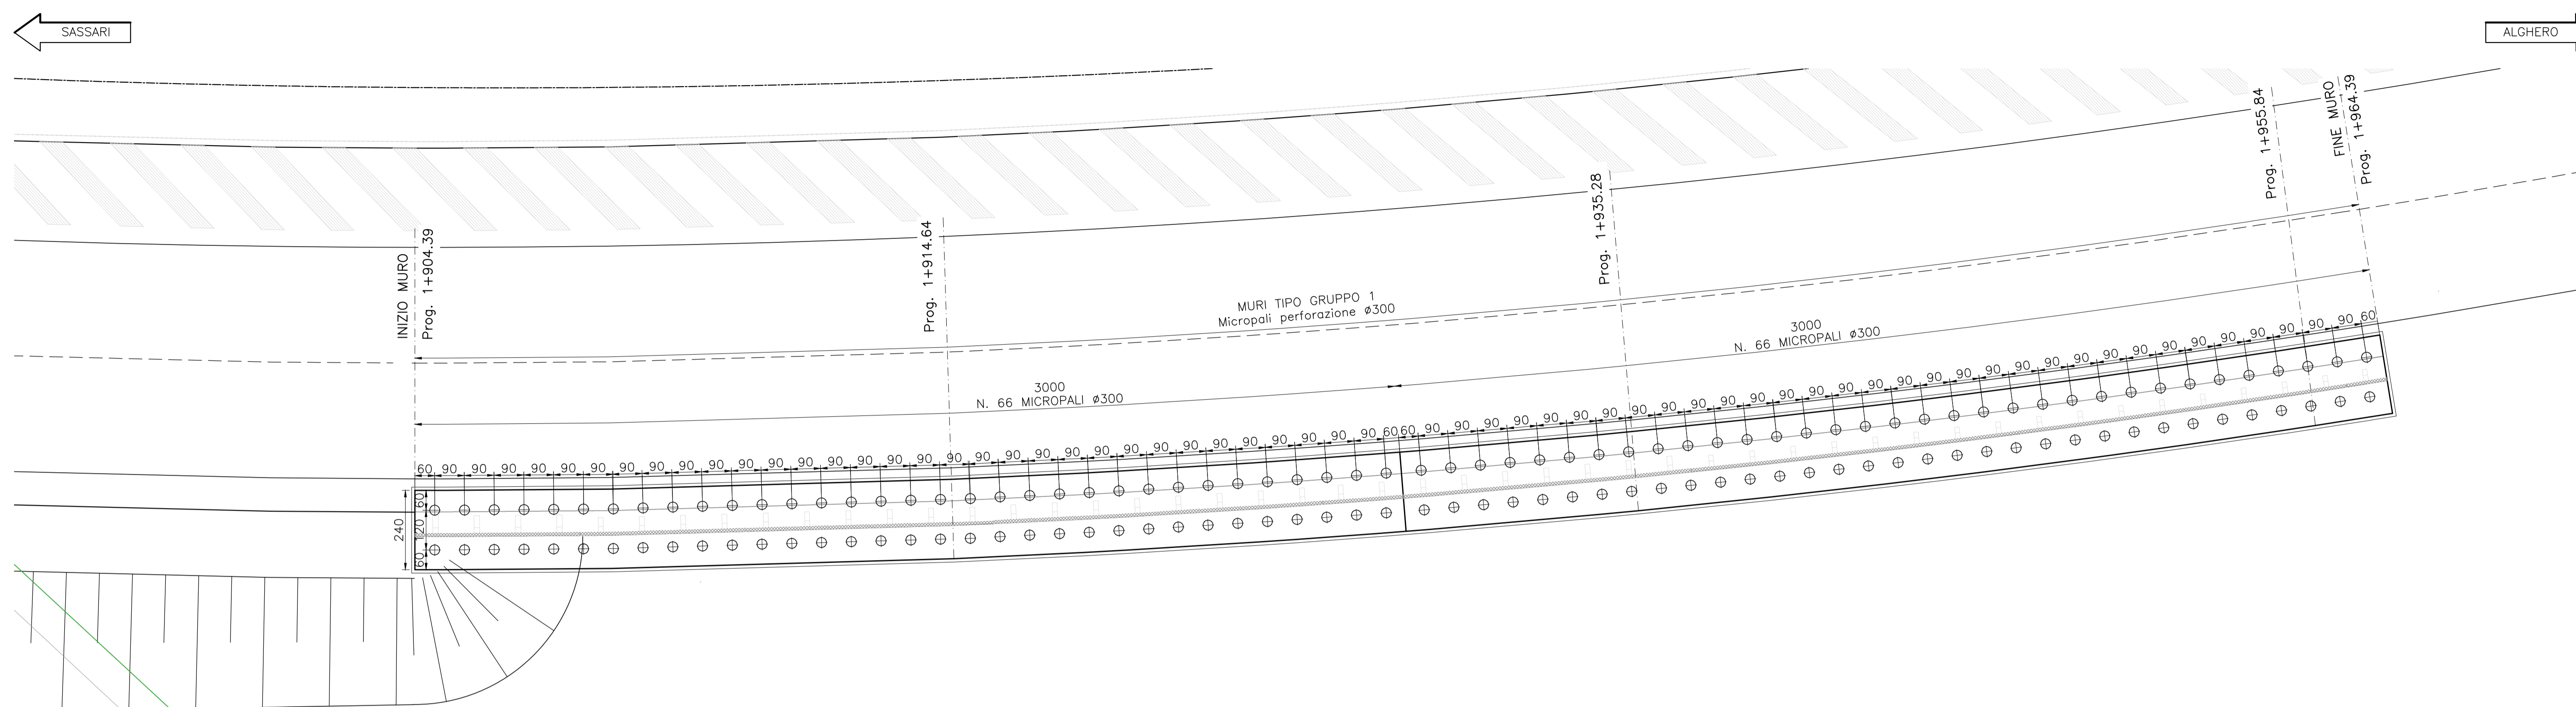 SASSARI
ALGHERO
INIZIO MURO
Prog. 1+904.39
Prog. 1+914.64
Prog. 1+935.28
Prog. 1+955.84
FINE MURO
Prog. 1+964.39
MURI TIPO GRUPPO 1
Micropali perforazione ø300
3000
N. 66 MICROPALI ø300
3000
N. 66 MICROPALI ø300
60 90 90 90 90 90 90 90 90 90 90 90 90 90 90 90 90 90 90 90 90 90 90 90 90 90 90 90 90 90 90 90 90 60
60 90 90 90 90 90 90 90 90 90 90 90 90 90 90 90 90 90 90 90 90 90 90 90 90 90 90 90 90 90 90 90 90 60
240
60
120
60